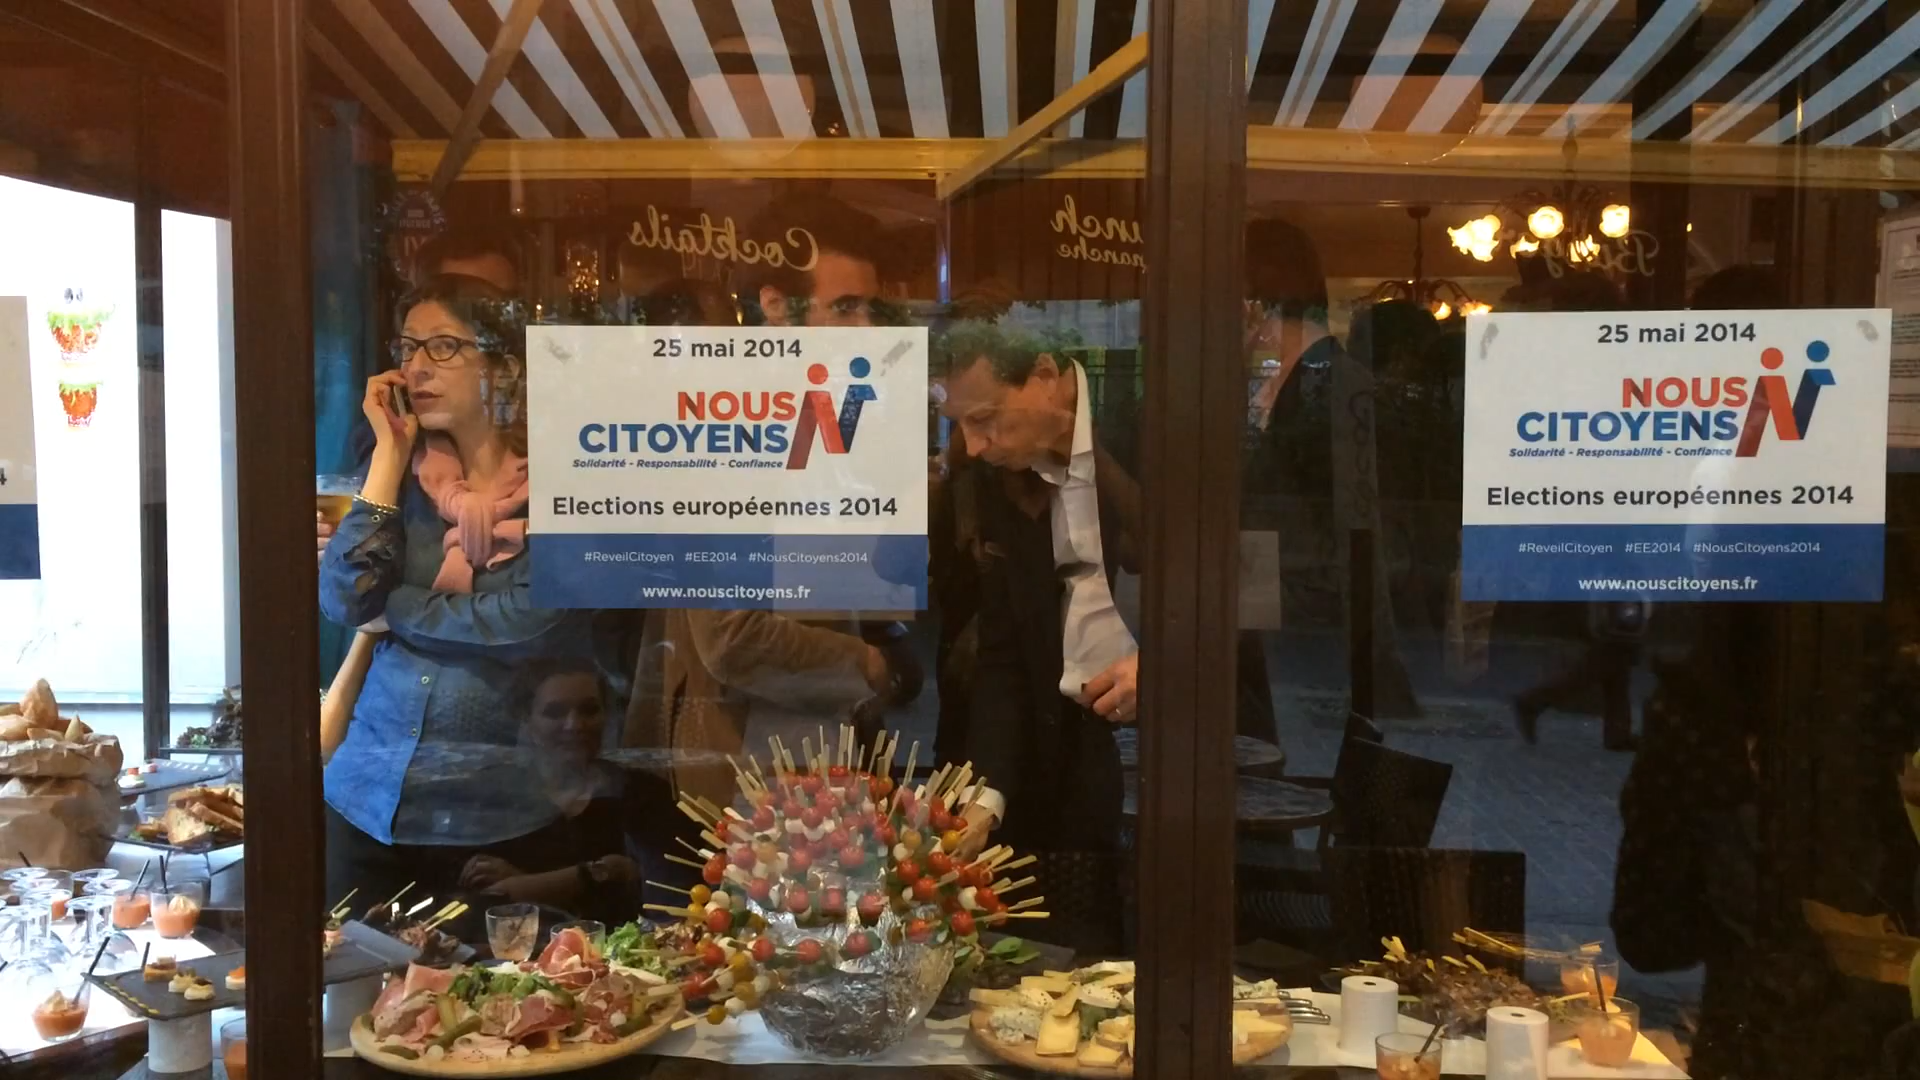 Cocktails
25 mai 2014
NOUS
CITOYENS
Solidarité - Responsabilité - Confiance
Elections européennes 2014
#ReveilCitoyen #EE2014 #NousCitoyens2014
www.nouscitoyens.fr
25 mai 2014
NOUS
CITOYENS
Solidarité - Responsabilité - Confiance
Elections européennes 2014
#ReveilCitoyen #EE2014 #NousCitoyens2014
www.nouscitoyens.fr
4